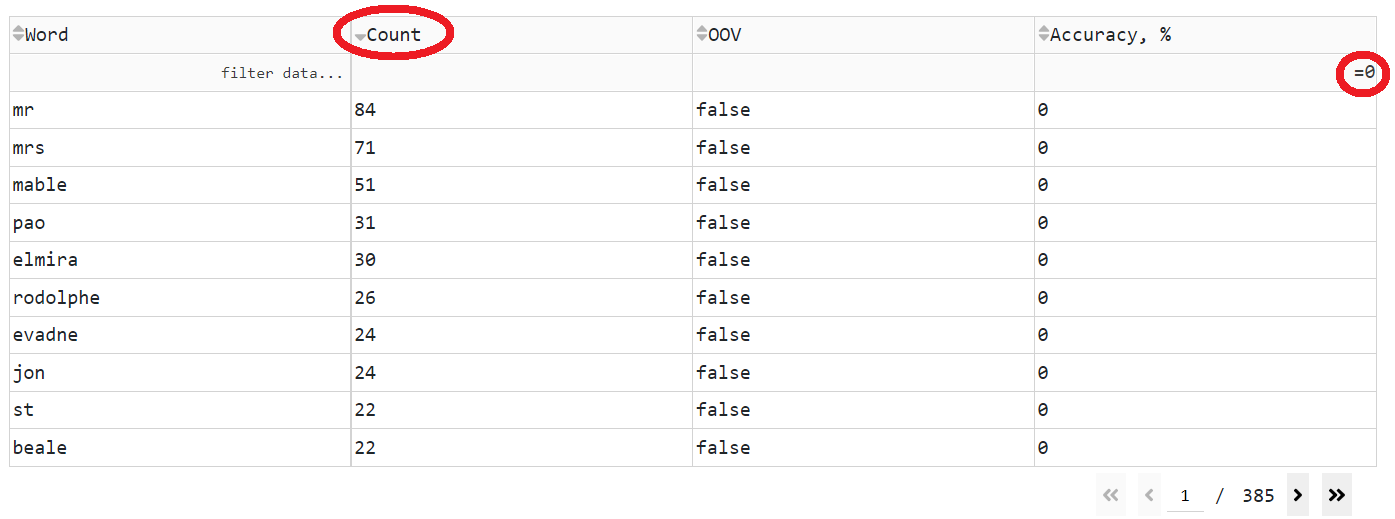 Word Count OOV Accuracy, %
filter data... =0
mr 84 false 0
mrs 71 false 0
mable 51 false 0
pao 31 false 0
elmira 30 false 0
rodolphe 26 false 0
evadne 24 false 0
jon 24 false 0
st 22 false 0
beale 22 false 0
1 / 385